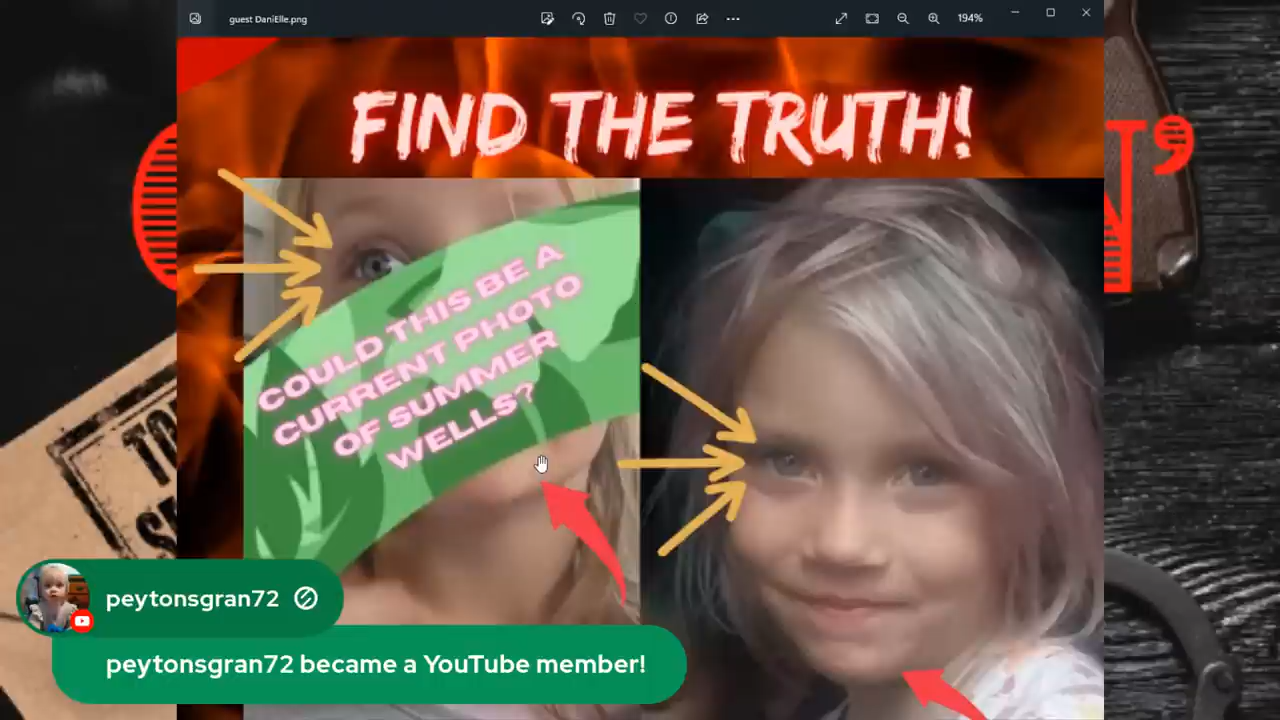 guest DaniElle.png
194%
FIND THE TRUTH!
COULD THIS BE A
CURRENT PHOTO
OF SUMMER
WELLS?
peytonsgran72
peytonsgran72 became a YouTube member!